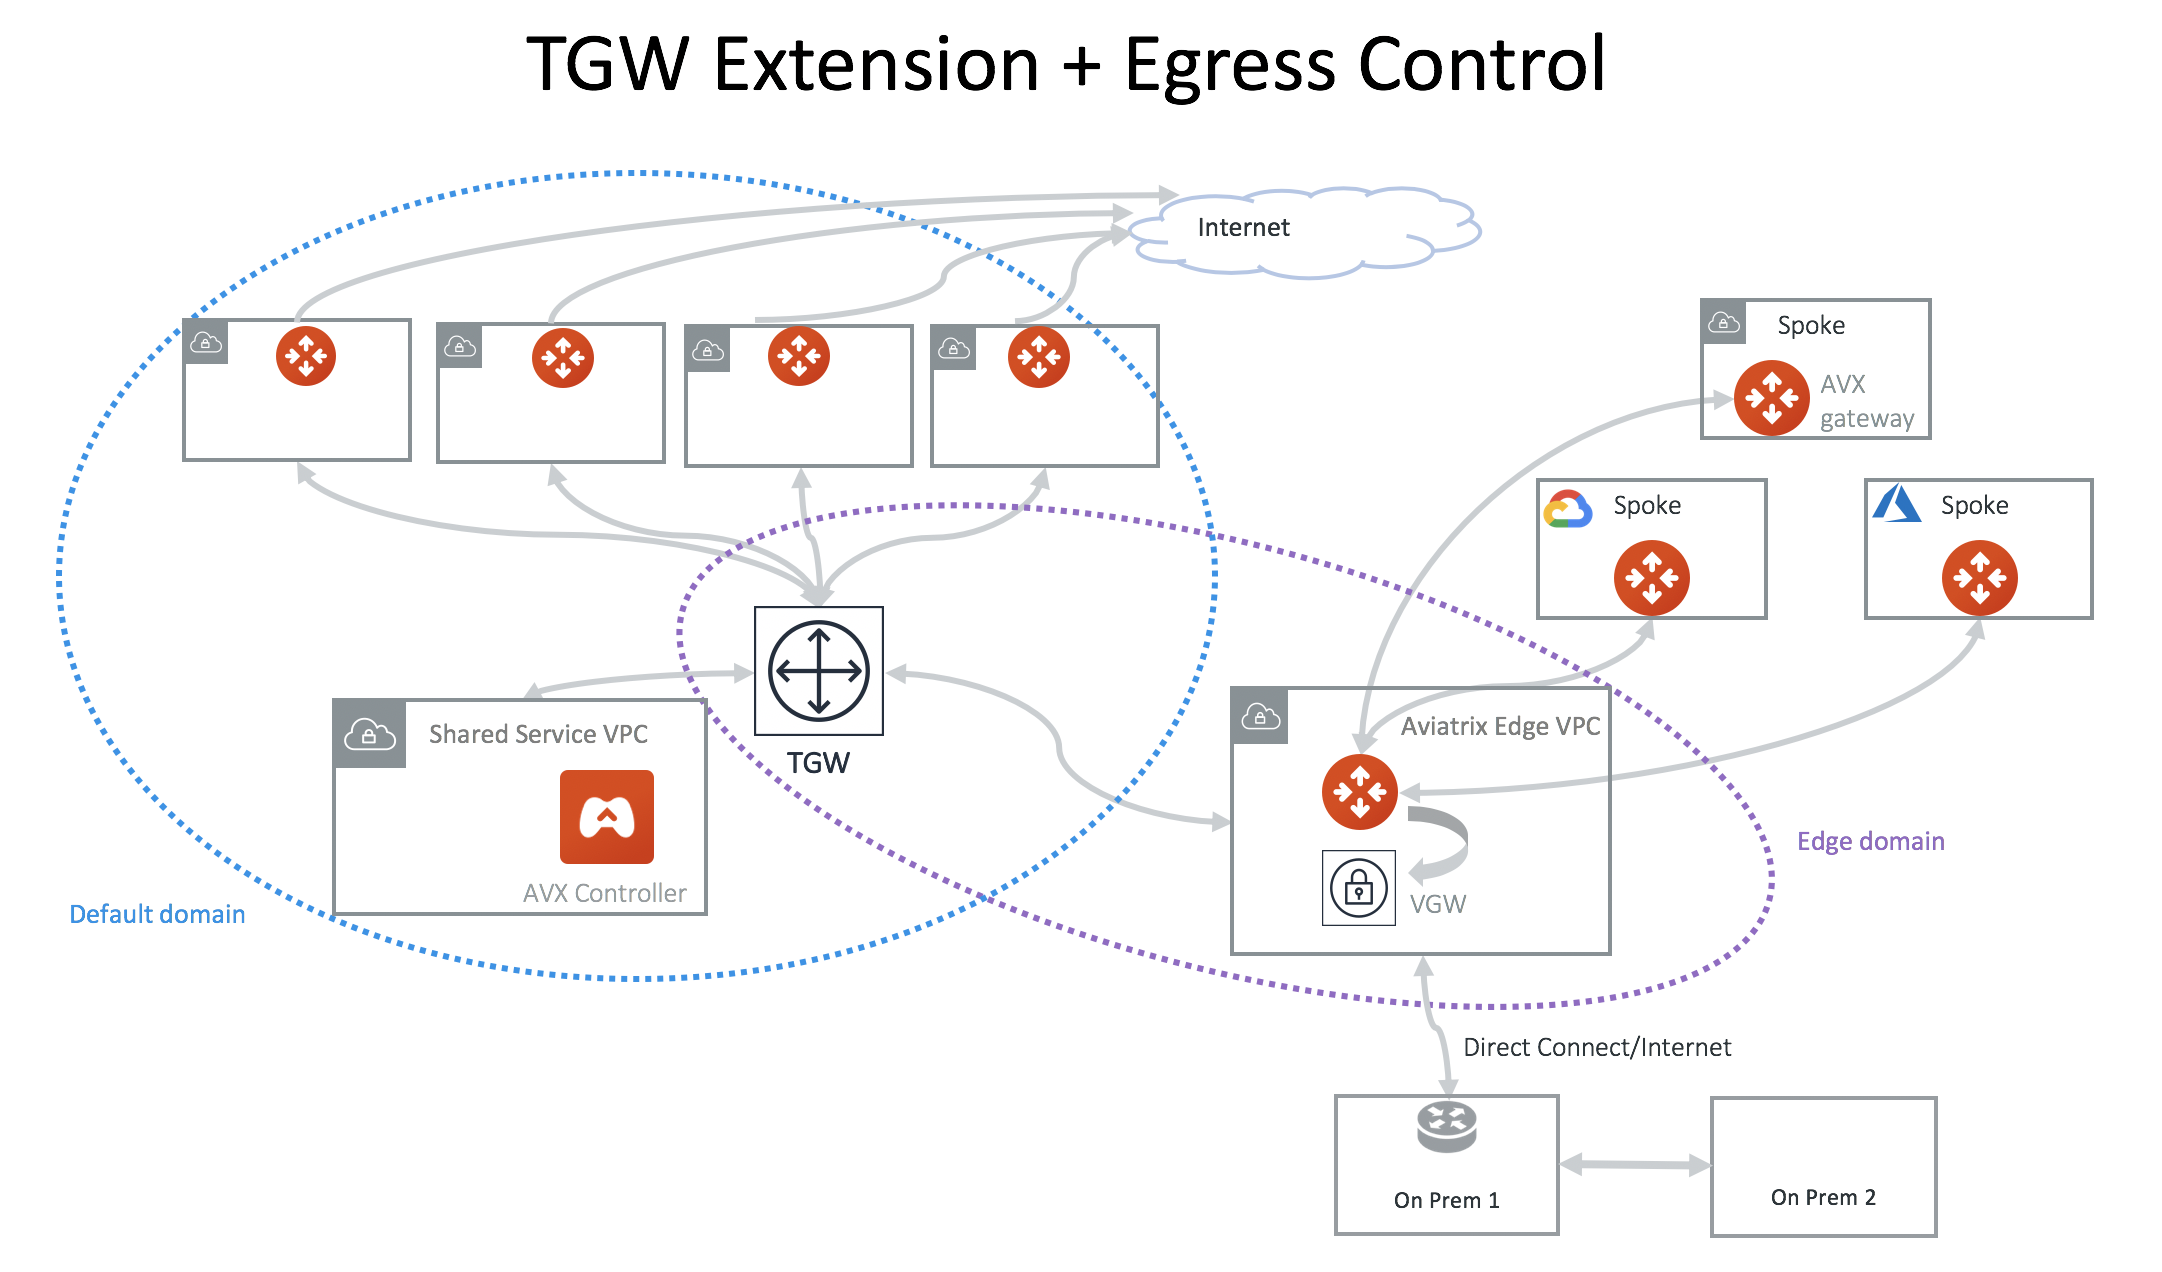 TGW Extension + Egress Control
Internet
Spoke
AVX
gateway
Spoke
Spoke
Shared Service VPC
TGW
Aviatrix Edge VPC
AVX Controller
VGW
Edge domain
Default domain
Direct Connect/Internet
On Prem 1
On Prem 2